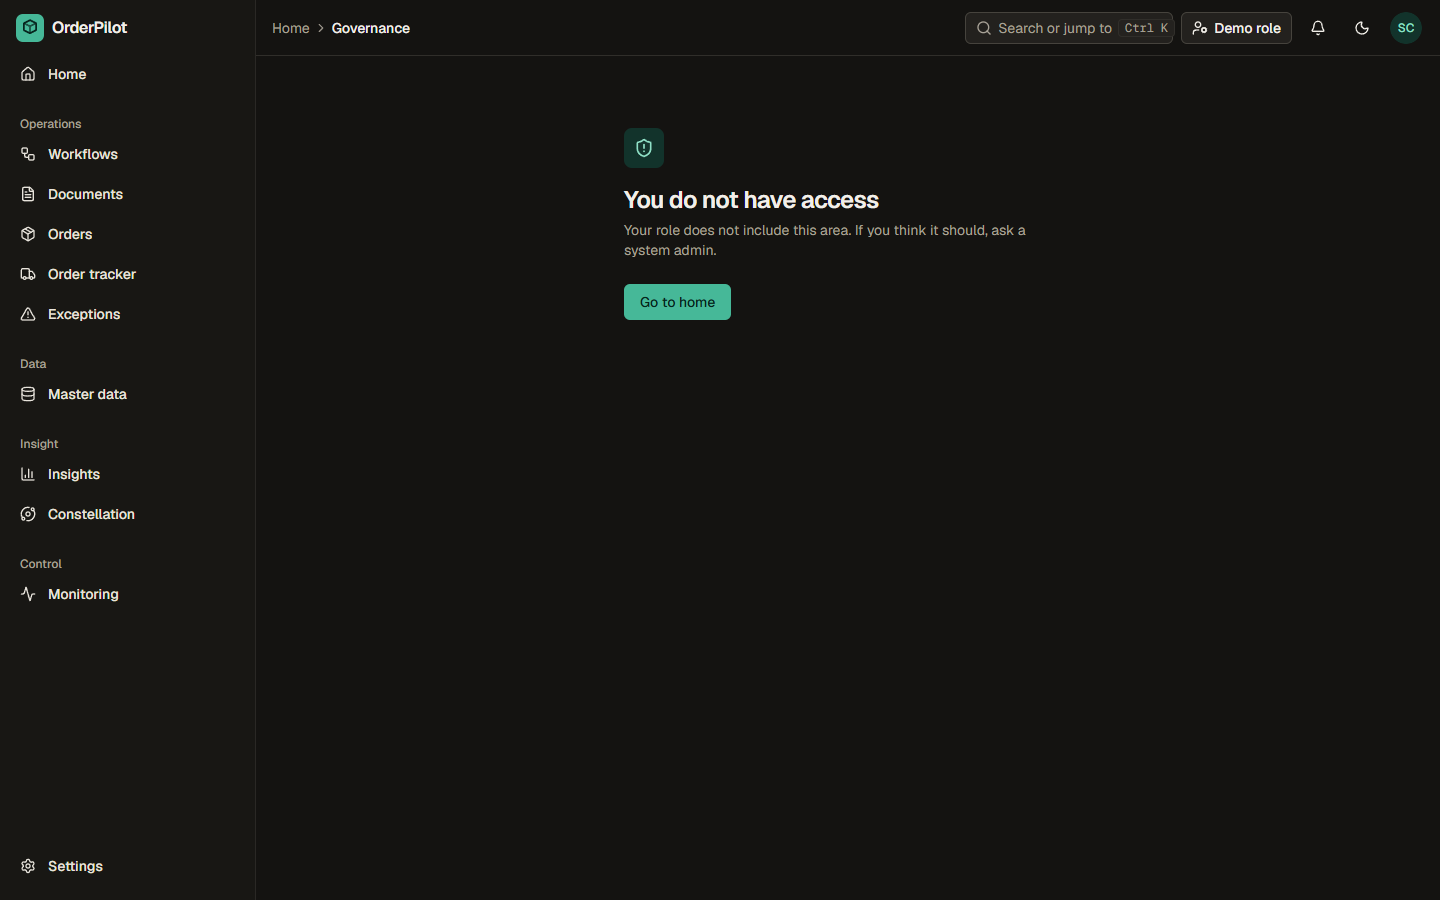 OrderPilot
Home
Operations
Workflows
Documents
Orders
Order tracker
Exceptions
Data
Master data
Insight
Insights
Constellation
Control
Monitoring
Settings
Home > Governance
Search or jump to Ctrl K
Demo role
SC
You do not have access
Your role does not include this area. If you think it should, ask a
system admin.
Go to home